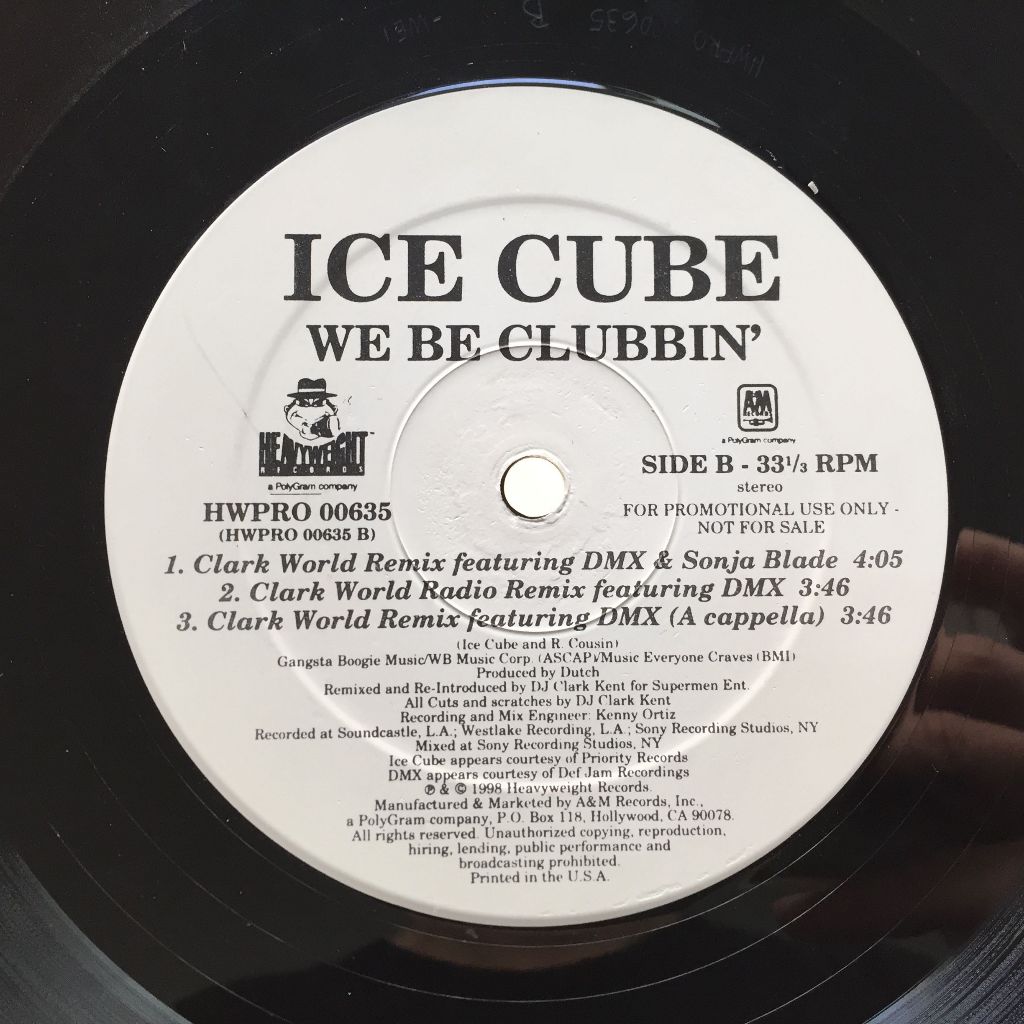 ICE CUBE
WE BE CLUBBIN'
HEAVYWEIGHT™
RECORDS
a PolyGram company
A&M
RECORDS
a PolyGram company
HWPRO 00635
(HWPRO 00635 B)
SIDE B - 33 1/3 RPM
stereo
FOR PROMOTIONAL USE ONLY -
NOT FOR SALE
1. Clark World Remix featuring DMX & Sonja Blade 4:05
2. Clark World Radio Remix featuring DMX 3:46
3. Clark World Remix featuring DMX (A cappella) 3:46
(Ice Cube and R. Cousin)
Gangsta Boogie Music/WB Music Corp. (ASCAP)/Music Everyone Craves (BMI)
Produced by Dutch
Remixed and Re-Introduced by DJ Clark Kent for Supermen Ent.
All Cuts and scratches by DJ Clark Kent
Recording and Mix Engineer: Kenny Ortiz
Recorded at Soundcastle, L.A.; Westlake Recording, L.A.; Sony Recording Studios, NY
Mixed at Sony Recording Studios, NY
Ice Cube appears courtesy of Priority Records
DMX appears courtesy of Def Jam Recordings
℗ & © 1998 Heavyweight Records.
Manufactured & Marketed by A&M Records, Inc.,
a PolyGram company, P.O. Box 118, Hollywood, CA 90078.
All rights reserved. Unauthorized copying, reproduction,
hiring, lending, public performance and
broadcasting prohibited.
Printed in the U.S.A.